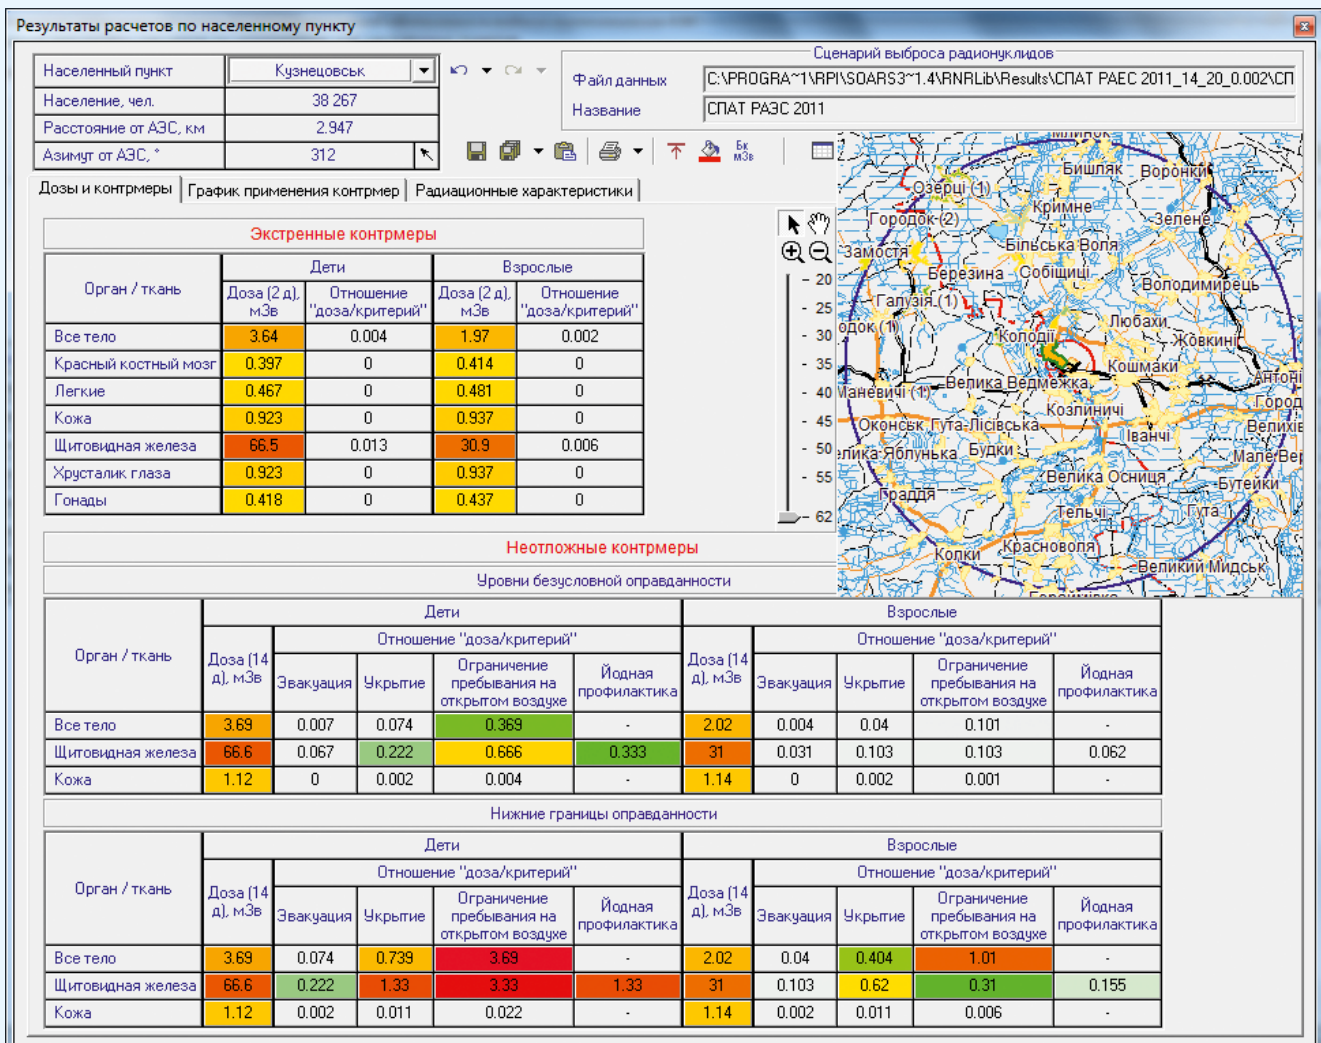 Результаты расчетов по населенному пункту
Населенный пункт Кузнецовськ
Население, чел. 38 267
Расстояние от АЭС, км 2.947
Азимут от АЭС, ° 312
Сценарий выброса радионуклидов
Файл данных C:\PROGRA~1\RPI\SOARS3~1.4\RNRLib\Results\СПАТ РАЕС 2011_14_20_0.002\СП
Название СПАТ РАЭС 2011
Бк
мЗв
Дозы и контрмеры График применения контрмер Радиационные характеристики
Экстренные контрмеры
Орган / ткань Дети Взрослые
Доза (2 д), мЗв Отношение "доза/критерий" Доза (2 д), мЗв Отношение "доза/критерий"
Все тело 3.64 0.004 1.97 0.002
Красный костный мозг 0.397 0 0.414 0
Легкие 0.467 0 0.481 0
Кожа 0.923 0 0.937 0
Щитовидная железа 66.5 0.013 30.9 0.006
Хрусталик глаза 0.923 0 0.937 0
Гонады 0.418 0 0.437 0
20
25
30
35
40
45
50
55
62
Млинок
Бишляк Воронки
Озерці (1)
Кримне
Городок (2) Зелене
Замостя Більська Воля
Березина Собіщиці
Володимирець
Галузія (1)
одок (1) Любахи
Колодії Жовкині
Кошмаки
Велика Ведмежка Антоні
Маневичі (1) Козлиничі Город
Оконськ Гута-Лісівська Іванчі Велихів
елика Яблунька Будки Мале Вер
Велика Осниця Бутейки
Граддя
Тельчі Гута
Колки Красноволя
Великий Мидськ
Неотложные контрмеры
Уровни безусловной оправданности
Орган / ткань Дети Взрослые
Доза (14 д), мЗв Отношение "доза/критерий" Доза (14 д), мЗв Отношение "доза/критерий"
Эвакуация Укрытие Ограничение пребывания на открытом воздухе Йодная профилактика Эвакуация Укрытие Ограничение пребывания на открытом воздухе Йодная профилактика
Все тело 3.69 0.007 0.074 0.369 - 2.02 0.004 0.04 0.101 -
Щитовидная железа 66.6 0.067 0.222 0.666 0.333 31 0.031 0.103 0.103 0.062
Кожа 1.12 0 0.002 0.004 - 1.14 0 0.002 0.001 -
Нижние границы оправданности
Орган / ткань Дети Взрослые
Доза (14 д), мЗв Отношение "доза/критерий" Доза (14 д), мЗв Отношение "доза/критерий"
Эвакуация Укрытие Ограничение пребывания на открытом воздухе Йодная профилактика Эвакуация Укрытие Ограничение пребывания на открытом воздухе Йодная профилактика
Все тело 3.69 0.074 0.739 3.69 - 2.02 0.04 0.404 1.01 -
Щитовидная железа 66.6 0.222 1.33 3.33 1.33 31 0.103 0.62 0.31 0.155
Кожа 1.12 0.002 0.011 0.022 - 1.14 0.002 0.011 0.006 -